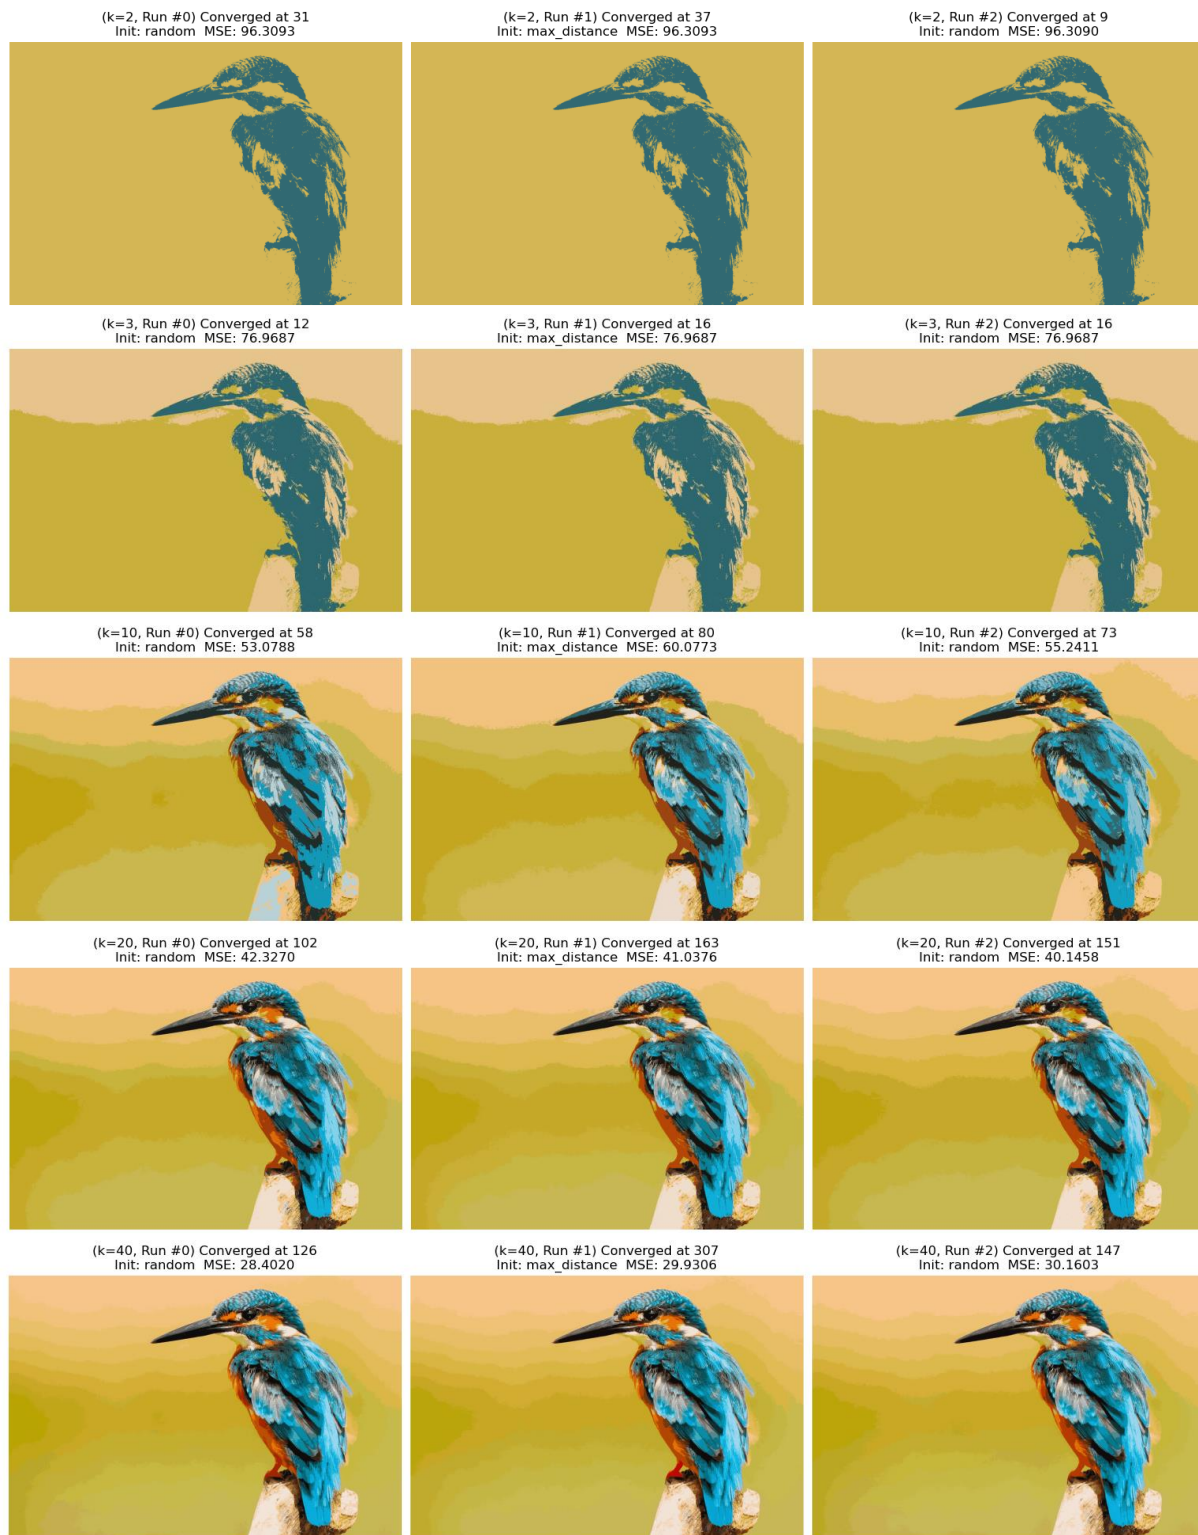 (k=2, Run #0) Converged at 31
Init: random  MSE: 96.3093
(k=2, Run #1) Converged at 37
Init: max_distance  MSE: 96.3093
(k=2, Run #2) Converged at 9
Init: random  MSE: 96.3090
(k=3, Run #0) Converged at 12
Init: random  MSE: 76.9687
(k=3, Run #1) Converged at 16
Init: max_distance  MSE: 76.9687
(k=3, Run #2) Converged at 16
Init: random  MSE: 76.9687
(k=10, Run #0) Converged at 58
Init: random  MSE: 53.0788
(k=10, Run #1) Converged at 80
Init: max_distance  MSE: 60.0773
(k=10, Run #2) Converged at 73
Init: random  MSE: 55.2411
(k=20, Run #0) Converged at 102
Init: random  MSE: 42.3270
(k=20, Run #1) Converged at 163
Init: max_distance  MSE: 41.0376
(k=20, Run #2) Converged at 151
Init: random  MSE: 40.1458
(k=40, Run #0) Converged at 126
Init: random  MSE: 28.4020
(k=40, Run #1) Converged at 307
Init: max_distance  MSE: 29.9306
(k=40, Run #2) Converged at 147
Init: random  MSE: 30.1603